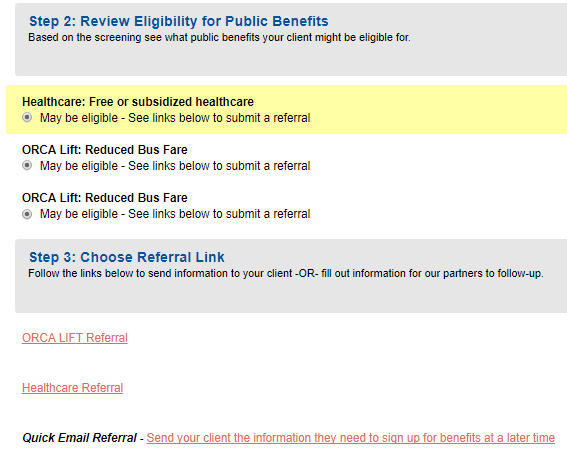 Step 2: Review Eligibility for Public Benefits
Based on the screening see what public benefits your client might be eligible for.
Healthcare: Free or subsidized healthcare
May be eligible - See links below to submit a referral
ORCA Lift: Reduced Bus Fare
May be eligible - See links below to submit a referral
ORCA Lift: Reduced Bus Fare
May be eligible - See links below to submit a referral
Step 3: Choose Referral Link
Follow the links below to send information to your client -OR- fill out information for our partners to follow-up.
ORCA LIFT Referral
Healthcare Referral
Quick Email Referral - Send your client the information they need to sign up for benefits at a later time